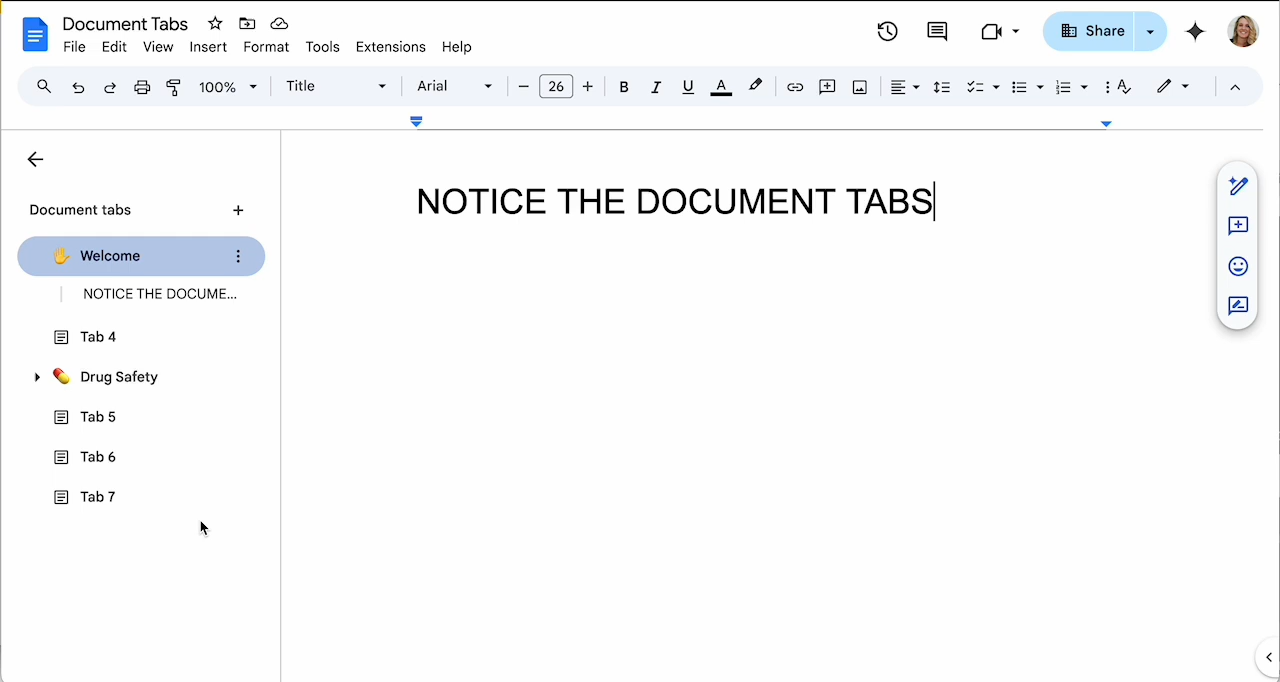 Document Tabs
File Edit View Insert Format Tools Extensions Help
Share
100% Title Arial 26 B I U A A
Document tabs
Welcome
NOTICE THE DOCUME...
Tab 4
Drug Safety
Tab 5
Tab 6
Tab 7
NOTICE THE DOCUMENT TABS